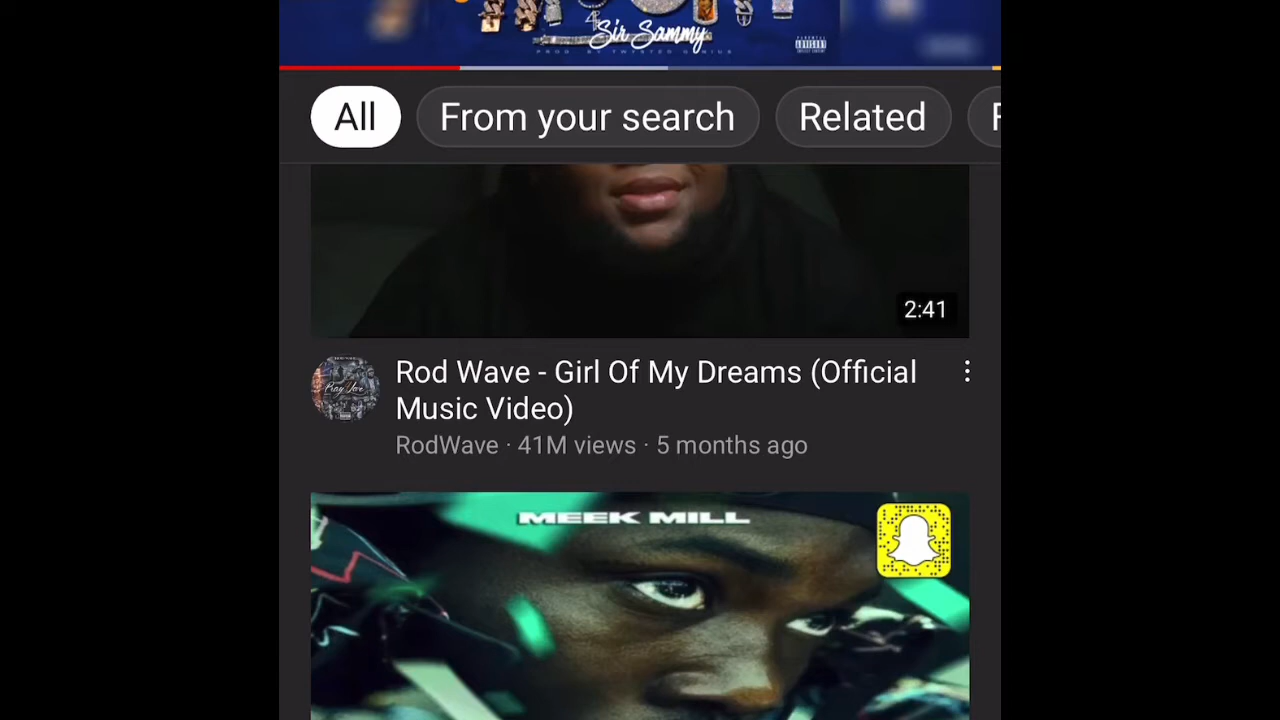 Sir Sammy
All
From your search
Related
2:41
Rod Wave - Girl Of My Dreams (Official
Music Video)
RodWave · 41M views · 5 months ago
MEEK MILL